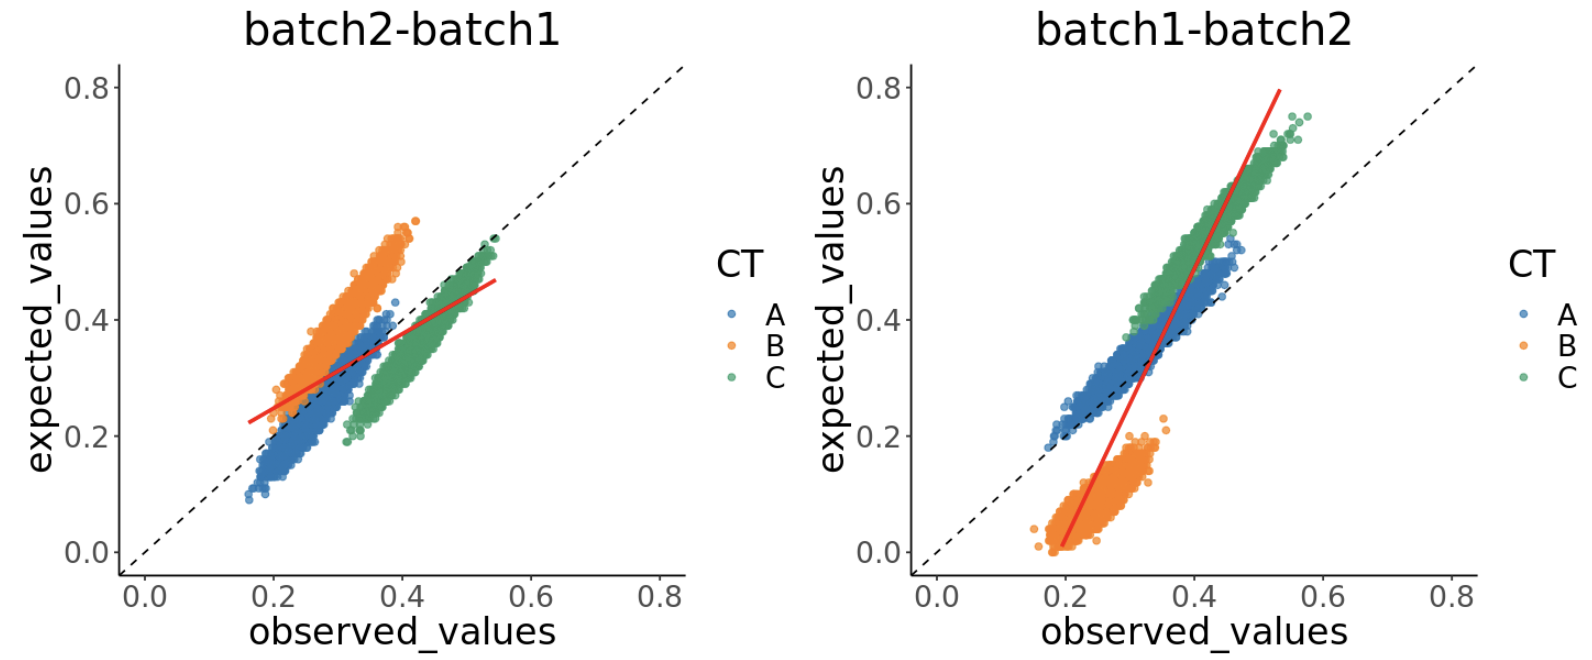 batch2-batch1
expected_values
0.8
0.6
0.4
0.2
0.0
0.0 0.2 0.4 0.6 0.8
observed_values
CT
A
B
C
batch1-batch2
expected_values
0.8
0.6
0.4
0.2
0.0
0.0 0.2 0.4 0.6 0.8
observed_values
CT
A
B
C